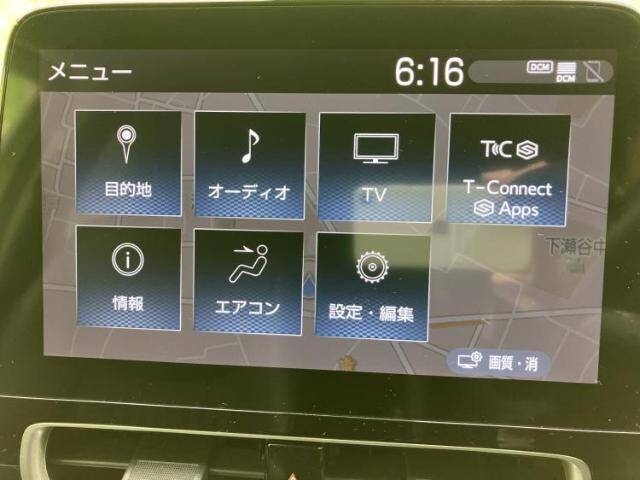 メニュー
6:16
DCM
DCM
目的地
オーディオ
TV
T C
T-Connect
Apps
下瀬谷中
情報
エアコン
設定・編集
画質・消